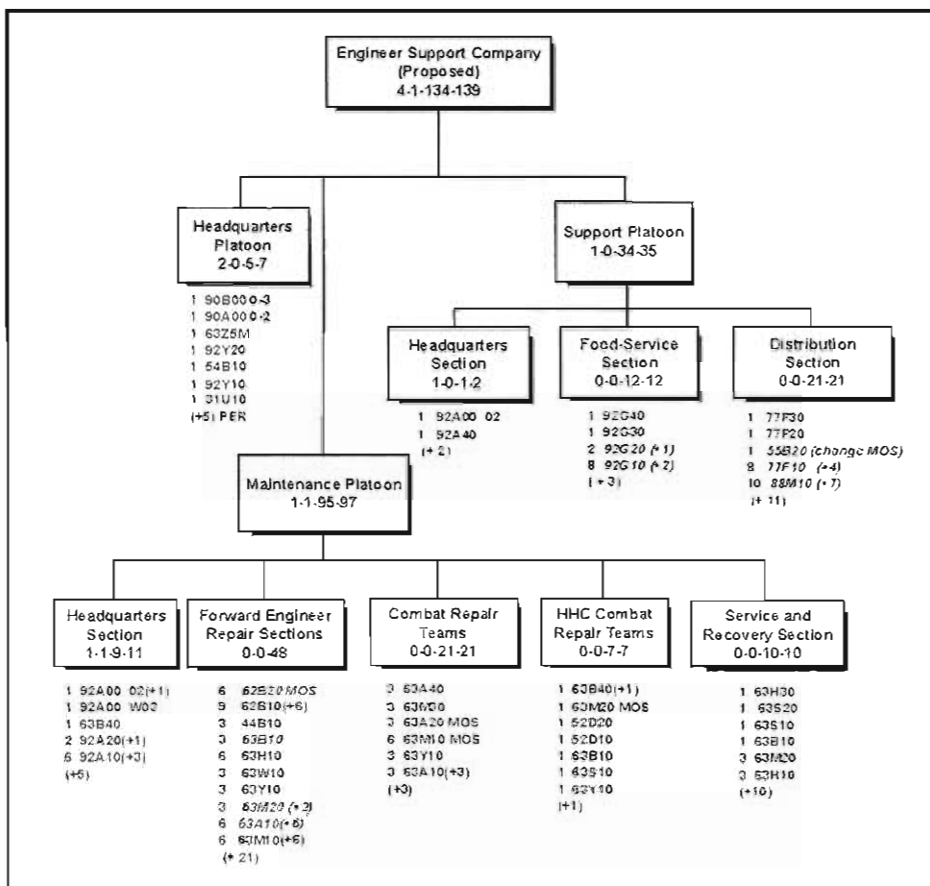 Engineer Support Company
(Proposed)
4-1-134-139
Headquarters
Platoon
2-0-5-7
1 90B00 0-3
1 90A00 0-2
1 63Z5M
1 92Y20
1 54B10
1 92Y10
1 31U10
(+5) PER
Support Platoon
1-0-34-35
Headquarters
Section
1-0-1-2
1 92A00 02
1 92A40
(+ 2)
Food-Service
Section
0-0-12-12
1 92G40
1 92G30
2 92G20 (+1)
8 92G10 (+2)
(+3)
Distribution
Section
0-0-21-21
1 77F30
1 77F20
1 55B20 (change MOS)
8 77F10 (+4)
10 88M10 (+7)
(+ 11)
Maintenance Platoon
1-1-95-97
Headquarters
Section
1-1-9-11
1 92A00 02(+1)
1 92A00 W02
1 63B40
2 92A20(+1)
6 92A10(+3)
(+5)
Forward Engineer
Repair Sections
0-0-48
6 62B20 MOS
9 62B10(+6)
3 44B10
3 63B10
6 63H10
3 63W10
3 63Y10
3 63M20 (+3)
6 63A10(+6)
6 63M10(+6)
(+ 21)
Combat Repair
Teams
0-0-21-21
3 63A40
3 63M30
3 63A20 MOS
6 63M10 MOS
3 63Y10
3 63A10(+3)
(+3)
HHC Combat
Repair Teams
0-0-7-7
1 63B40(+1)
1 63M20 MOS
1 52D20
1 52D10
1 63B10
1 63S10
1 63Y10
(+1)
Service and
Recovery Section
0-0-10-10
1 63H30
1 63S20
1 63S10
1 63B10
3 63M20
3 63H10
(+10)